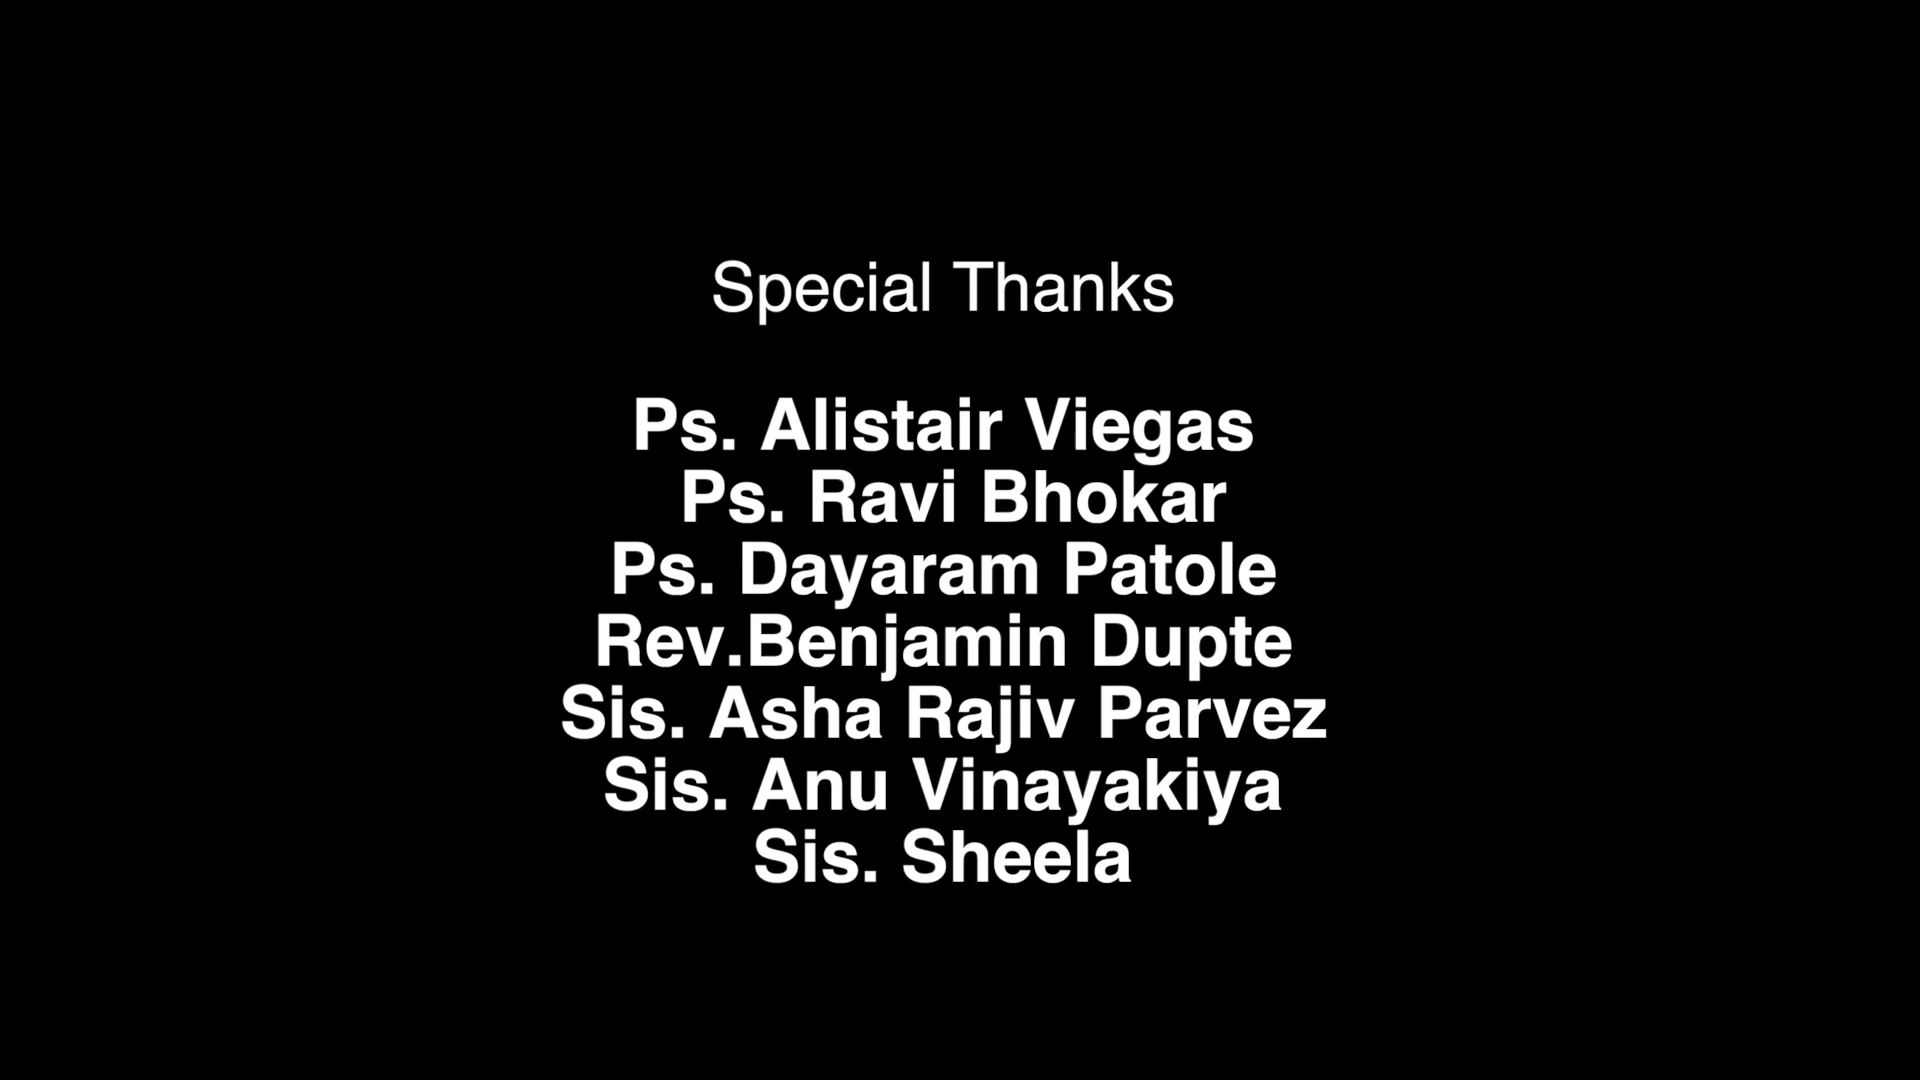 Special Thanks
Ps. Alistair Viegas
Ps. Ravi Bhokar
Ps. Dayaram Patole
Rev.Benjamin Dupte
Sis. Asha Rajiv Parvez
Sis. Anu Vinayakiya
Sis. Sheela